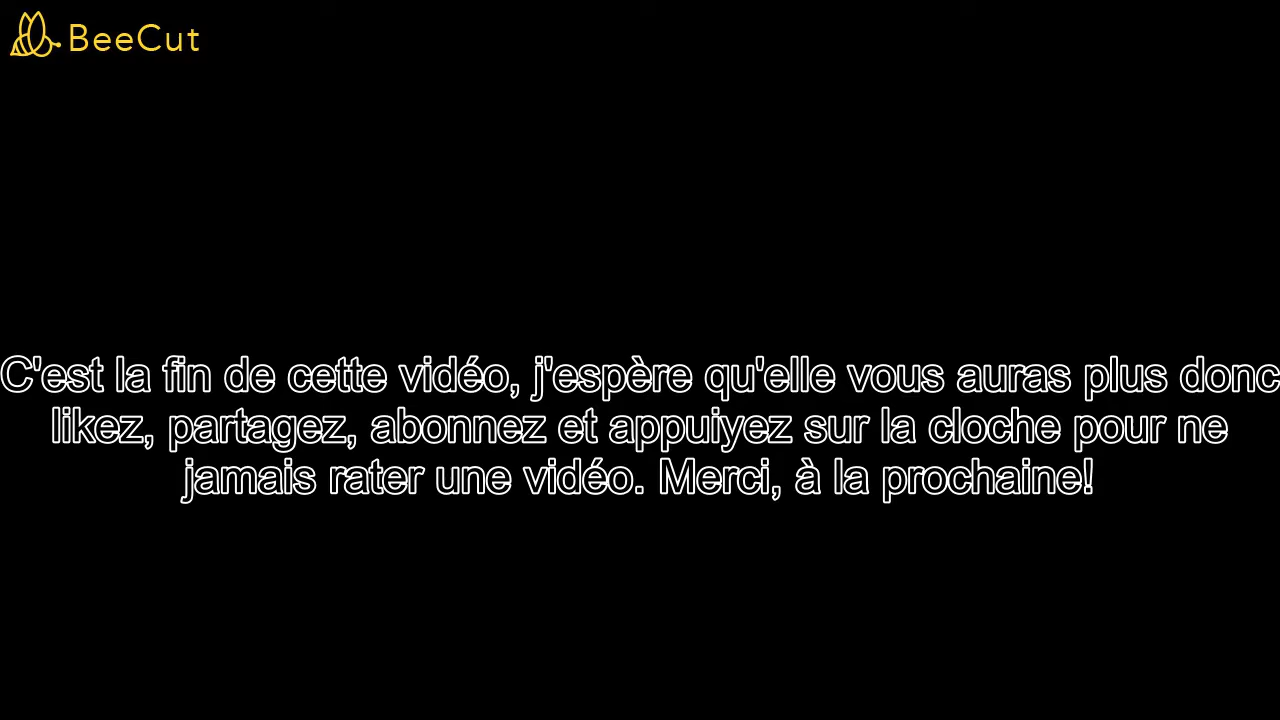 BeeCut
C'est la fin de cette vidéo, j'espère qu'elle vous auras plus donc
likez, partagez, abonnez et appuiyez sur la cloche pour ne
jamais rater une vidéo. Merci, à la prochaine!